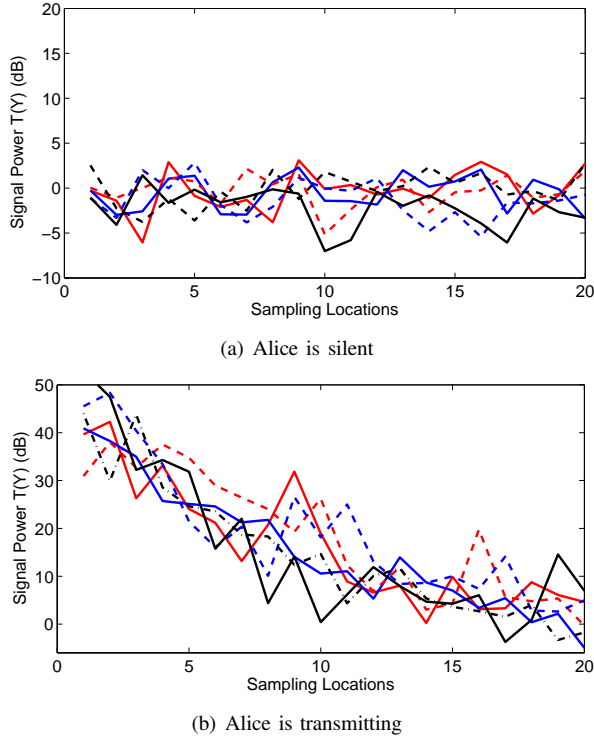 20
15
10
5
0
−5
−10
Signal Power T(Y) (dB)
0 5 10 15 20
Sampling Locations
(a) Alice is silent
50
40
30
20
10
0
Signal Power T(Y) (dB)
0 5 10 15 20
Sampling Locations
(b) Alice is transmitting